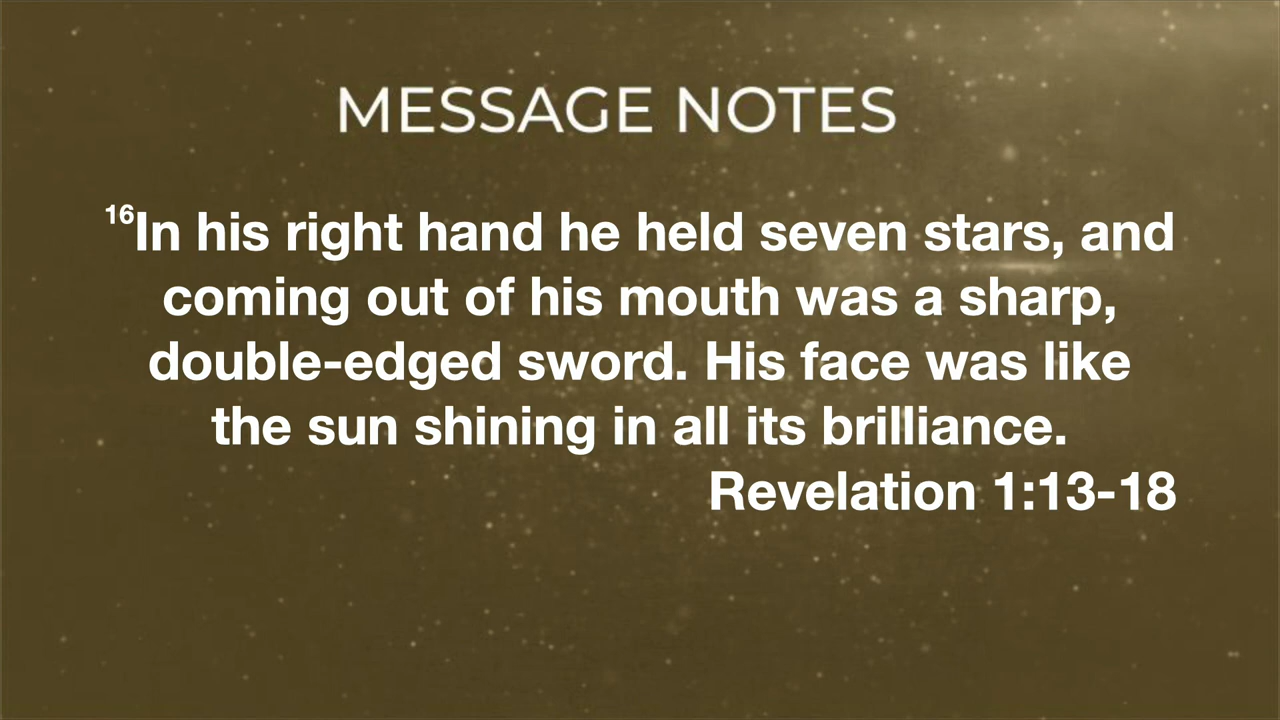 MESSAGE NOTES
16In his right hand he held seven stars, and
coming out of his mouth was a sharp,
double-edged sword. His face was like
the sun shining in all its brilliance.
Revelation 1:13-18